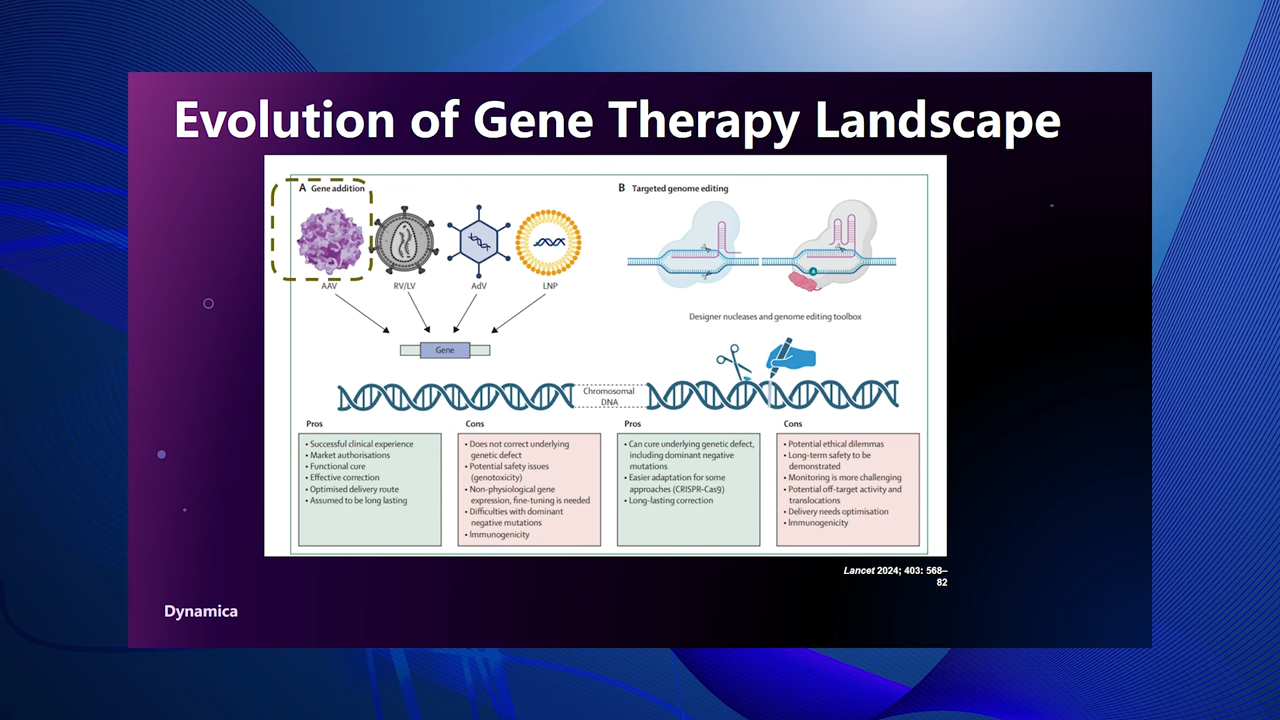 Evolution of Gene Therapy Landscape
A Gene addition
AAV
RV/LV
AdV
LNP
Gene
B Targeted genome editing
A
Designer nucleases and genome editing toolbox
Chromosomal
DNA
Pros
• Successful clinical experience
• Market authorisations
• Functional cure
• Effective correction
• Optimised delivery route
• Assumed to be long lasting
Cons
• Does not correct underlying
genetic defect
• Potential safety issues
(genotoxicity)
• Non-physiological gene
expression, fine-tuning is needed
• Difficulties with dominant
negative mutations
• Immunogenicity
Pros
• Can cure underlying genetic defect,
including dominant negative
mutations
• Easier adaptation for some
approaches (CRISPR-Cas9)
• Long-lasting correction
Cons
• Potential ethical dilemmas
• Long-term safety to be
demonstrated
• Monitoring is more challenging
• Potential off-target activity and
translocations
• Delivery needs optimisation
• Immunogenicity
Lancet 2024; 403: 568–
82
Dynamica